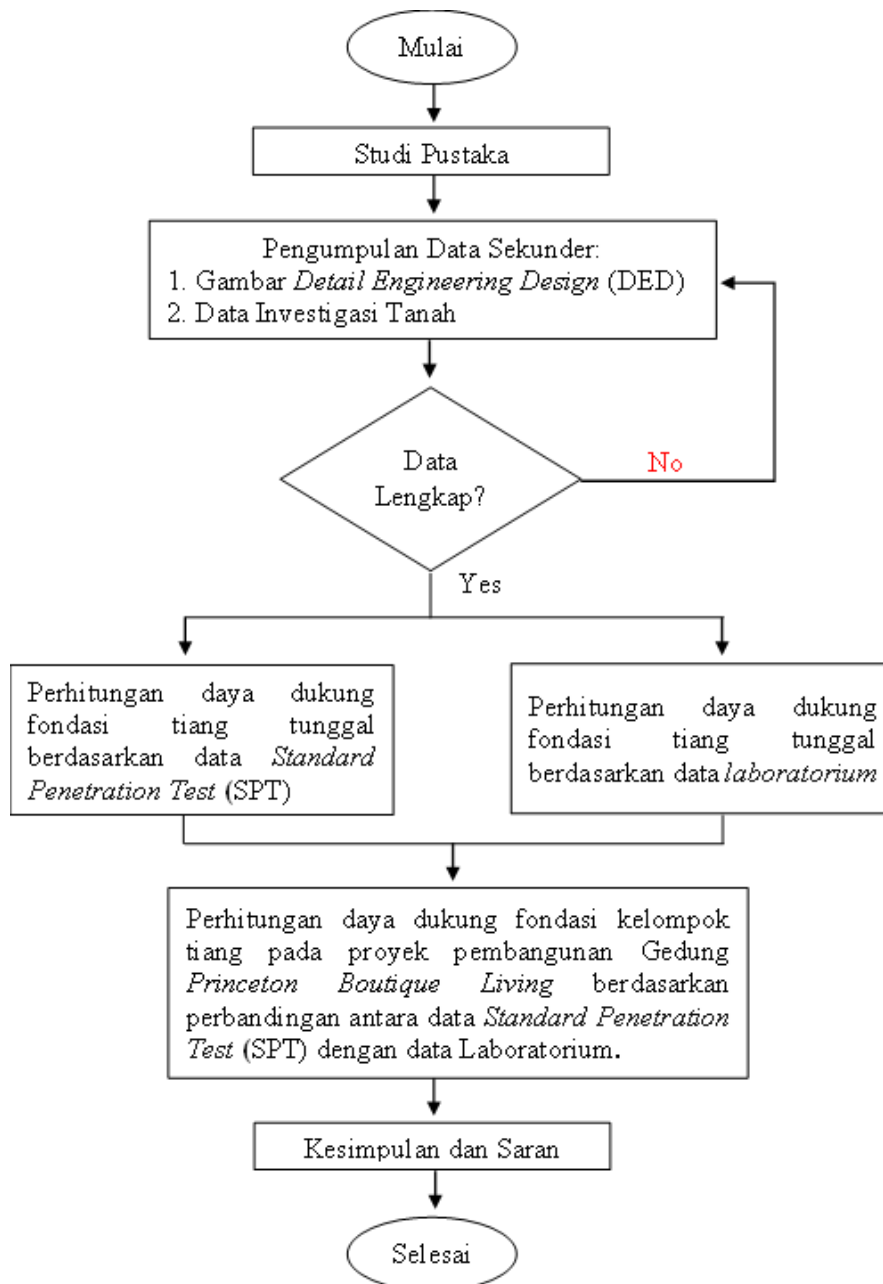 Mulai
Studi Pustaka
Pengumpulan Data Sekunder:
1. Gambar Detail Engineering Design (DED)
2. Data Investigasi Tanah
Data
Lengkap?
No
Yes
Perhitungan daya dukung
fondasi tiang tunggal
berdasarkan data Standard
Penetration Test (SPT)
Perhitungan daya dukung
fondasi tiang tunggal
berdasarkan data laboratorium
Perhitungan daya dukung fondasi kelompok
tiang pada proyek pembangunan Gedung
Princeton Boutique Living berdasarkan
perbandingan antara data Standard Penetration
Test (SPT) dengan data Laboratorium.
Kesimpulan dan Saran
Selesai